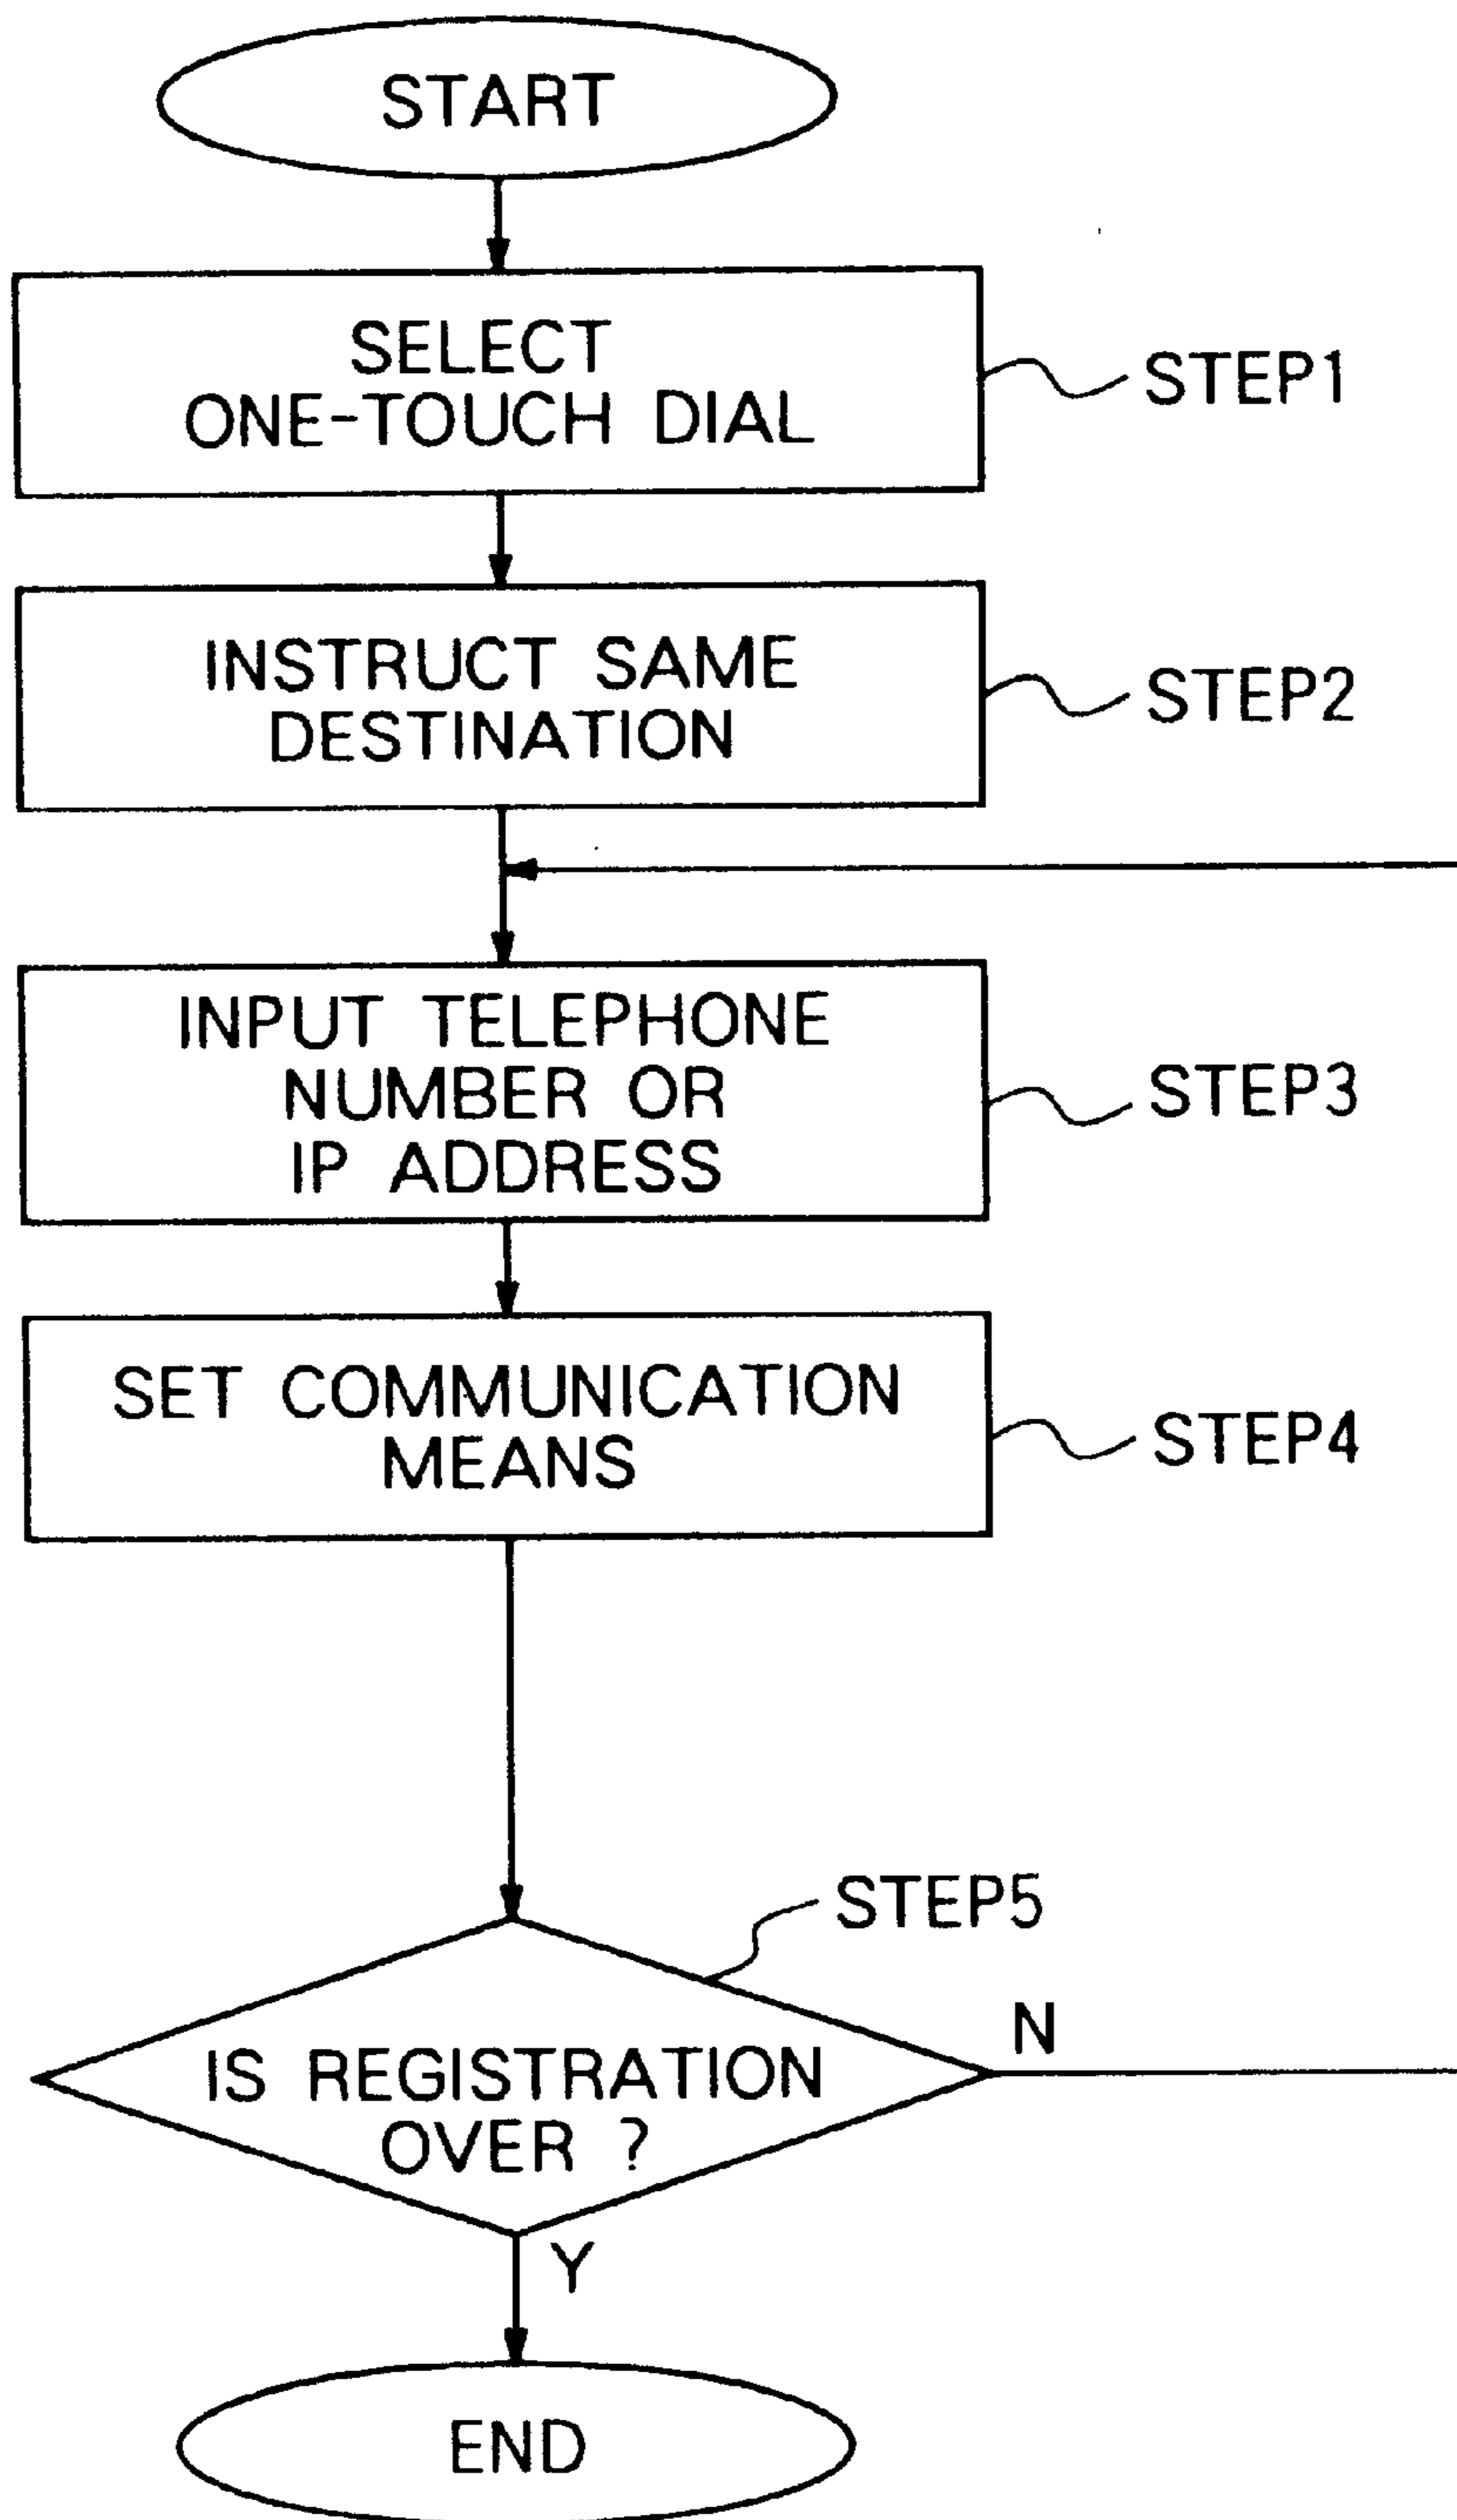 START
SELECT
ONE-TOUCH DIAL
STEP1
INSTRUCT SAME
DESTINATION
STEP2
INPUT TELEPHONE
NUMBER OR
IP ADDRESS
STEP3
SET COMMUNICATION
MEANS
STEP4
STEP5
IS REGISTRATION
OVER ?
N
Y
END